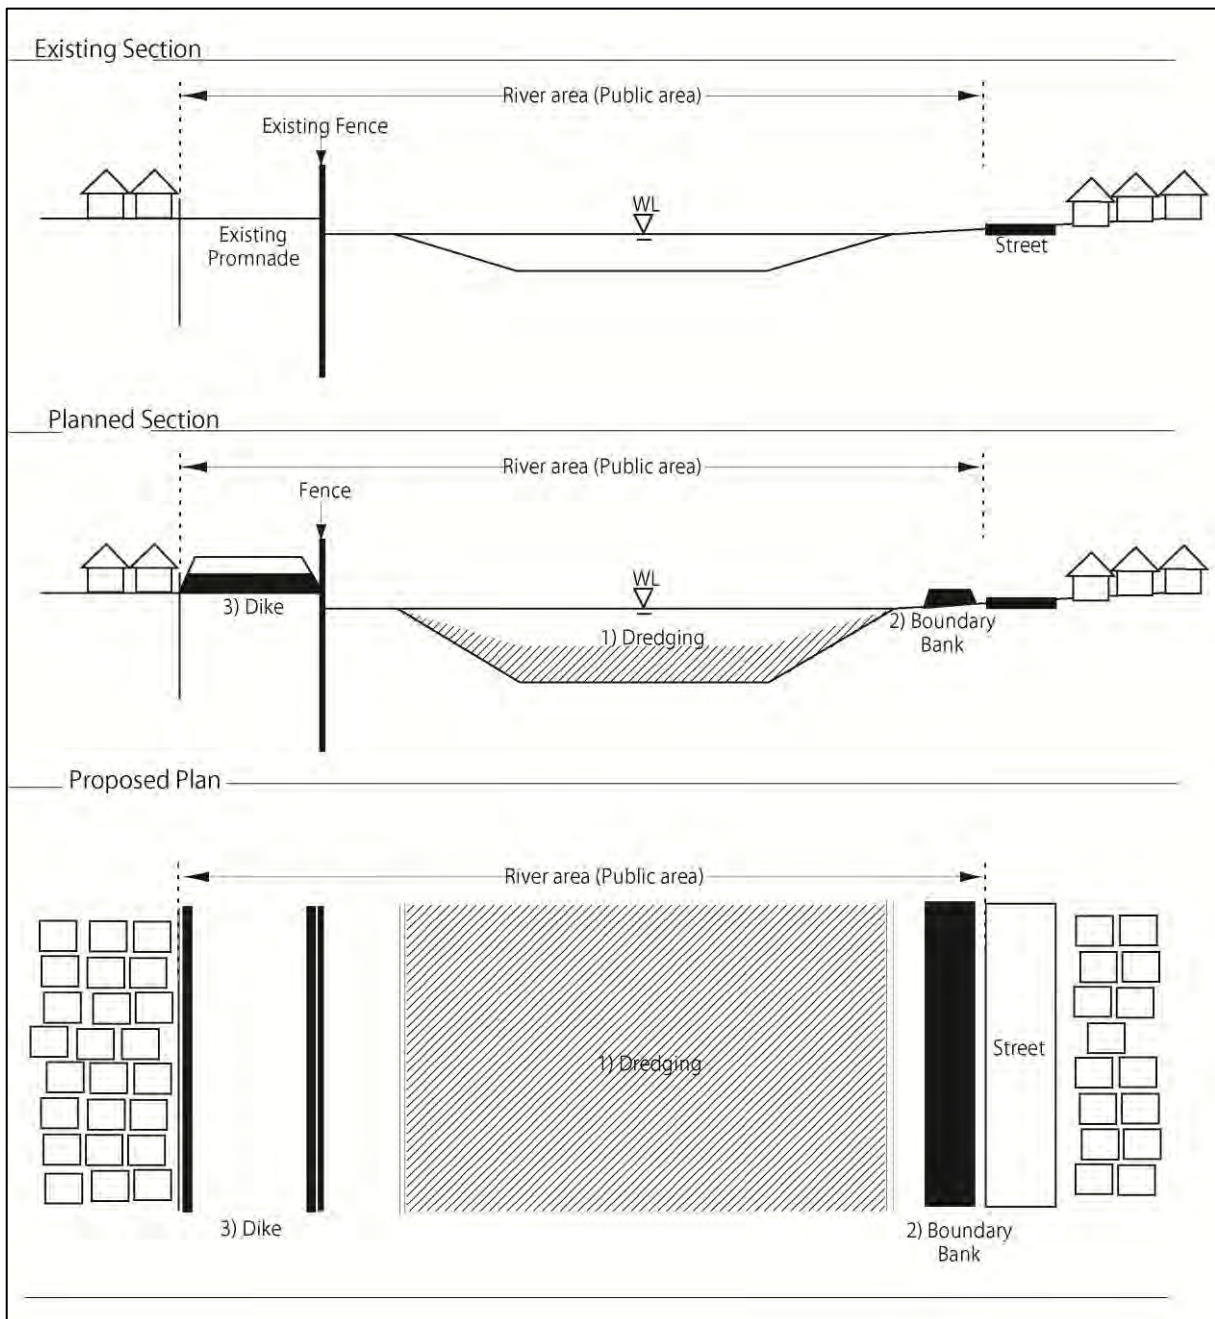 Existing Section
River area (Public area)
Existing Fence
WL
Existing
Promnade
Street
Planned Section
River area (Public area)
Fence
WL
3) Dike
1) Dredging
2) Boundary
Bank
Proposed Plan
River area (Public area)
1) Dredging
Street
3) Dike
2) Boundary
Bank